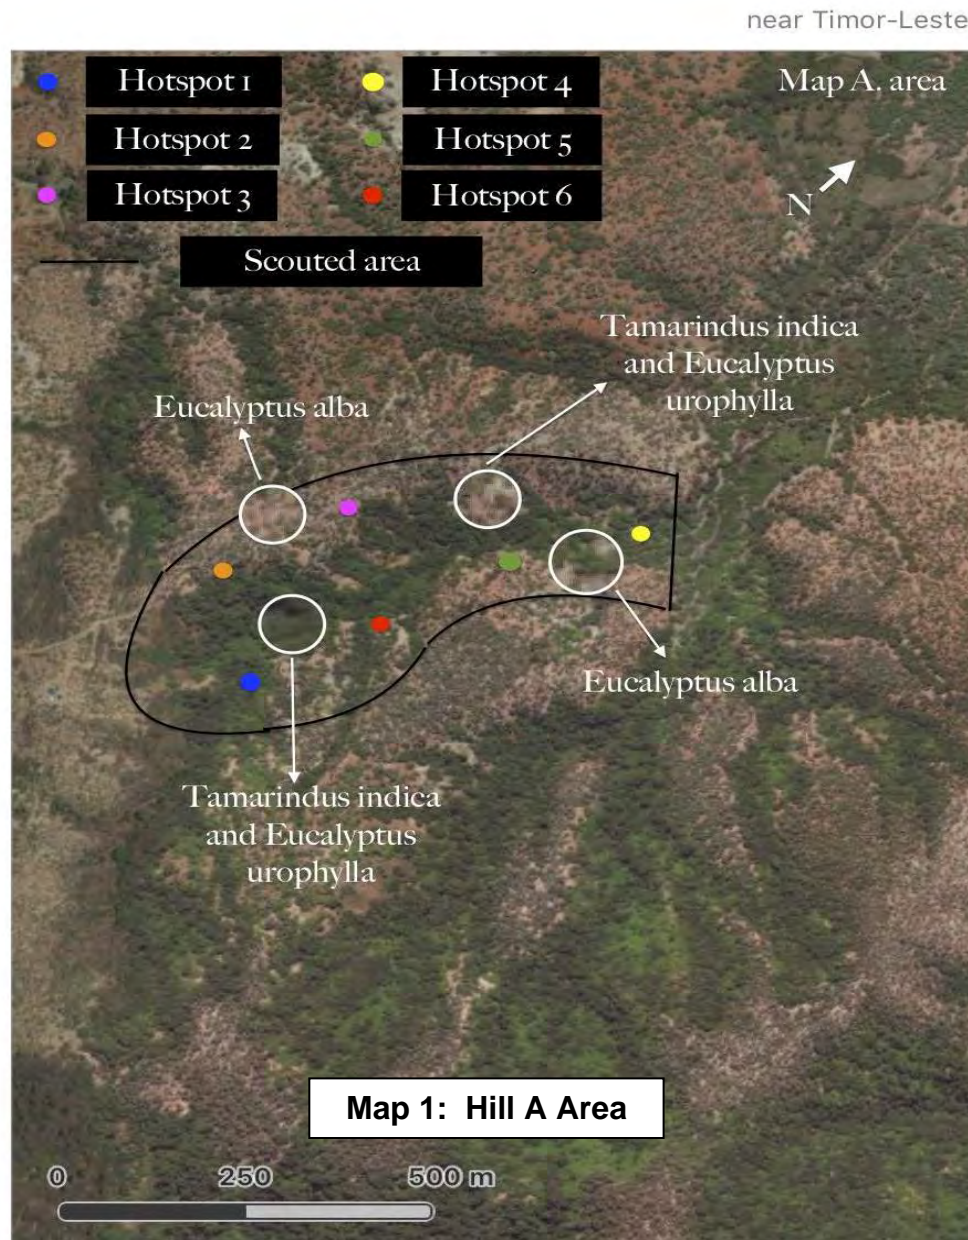 near Timor-Leste
Hotspot 1
Hotspot 4
Map A. area
Hotspot 2
Hotspot 5
Hotspot 3
Hotspot 6
N
Scouted area
Tamarindus indica
and Eucalyptus
urophylla
Eucalyptus alba
Eucalyptus alba
Tamarindus indica
and Eucalyptus
urophylla
Map 1: Hill A Area
0 250 500 m